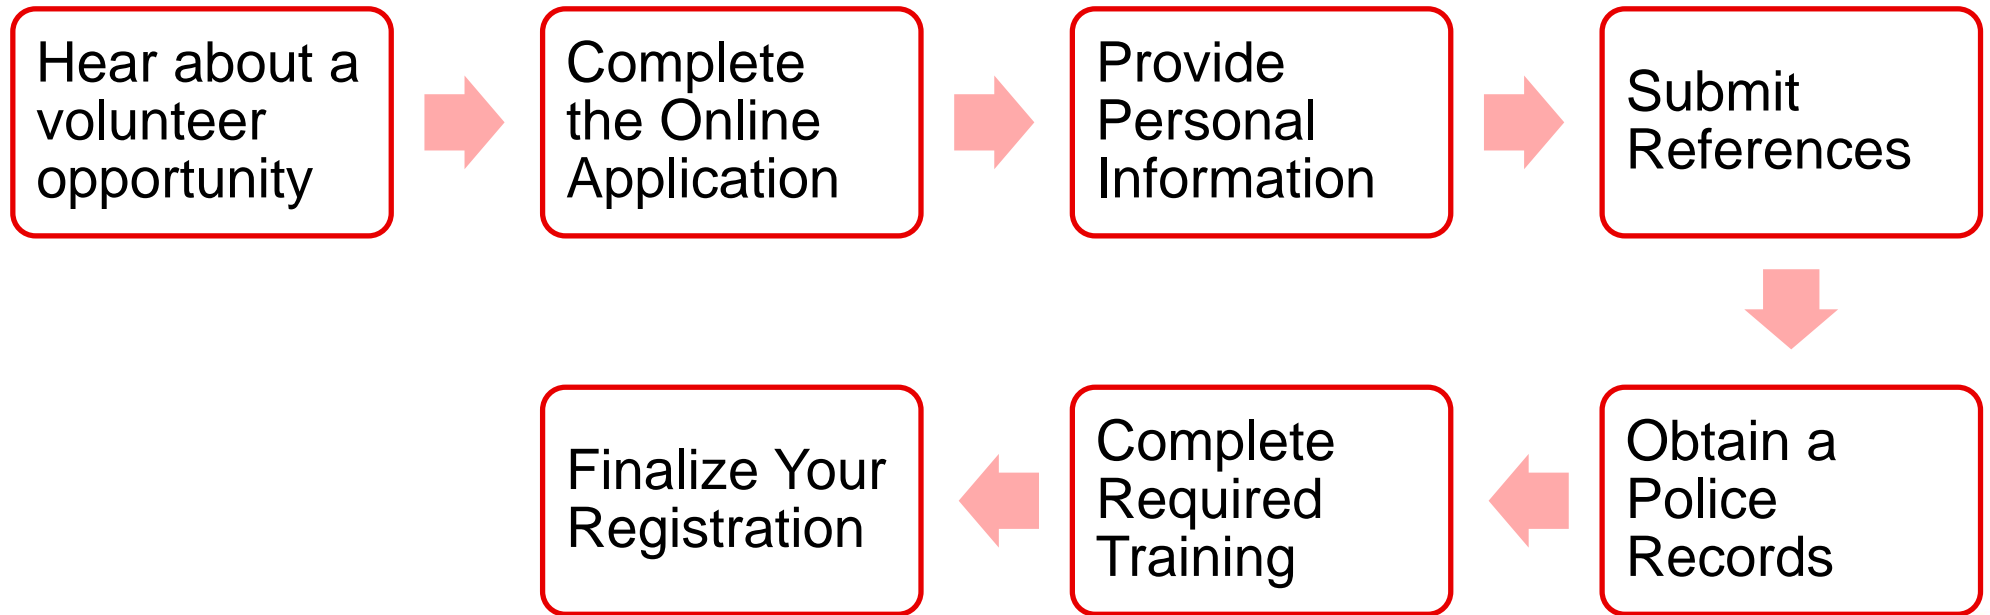 Hear about a
volunteer
opportunity
Complete
the Online
Application
Provide
Personal
Information
Submit
References
Obtain a
Police
Records
Complete
Required
Training
Finalize Your
Registration